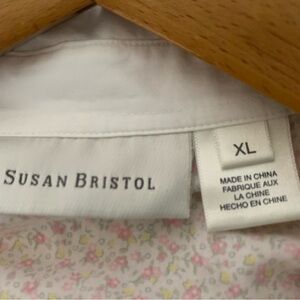 SUSAN BRISTOL
XL
MADE IN CHINA
FABRIQUE AUX
LA CHINE
HECHO EN CHINE